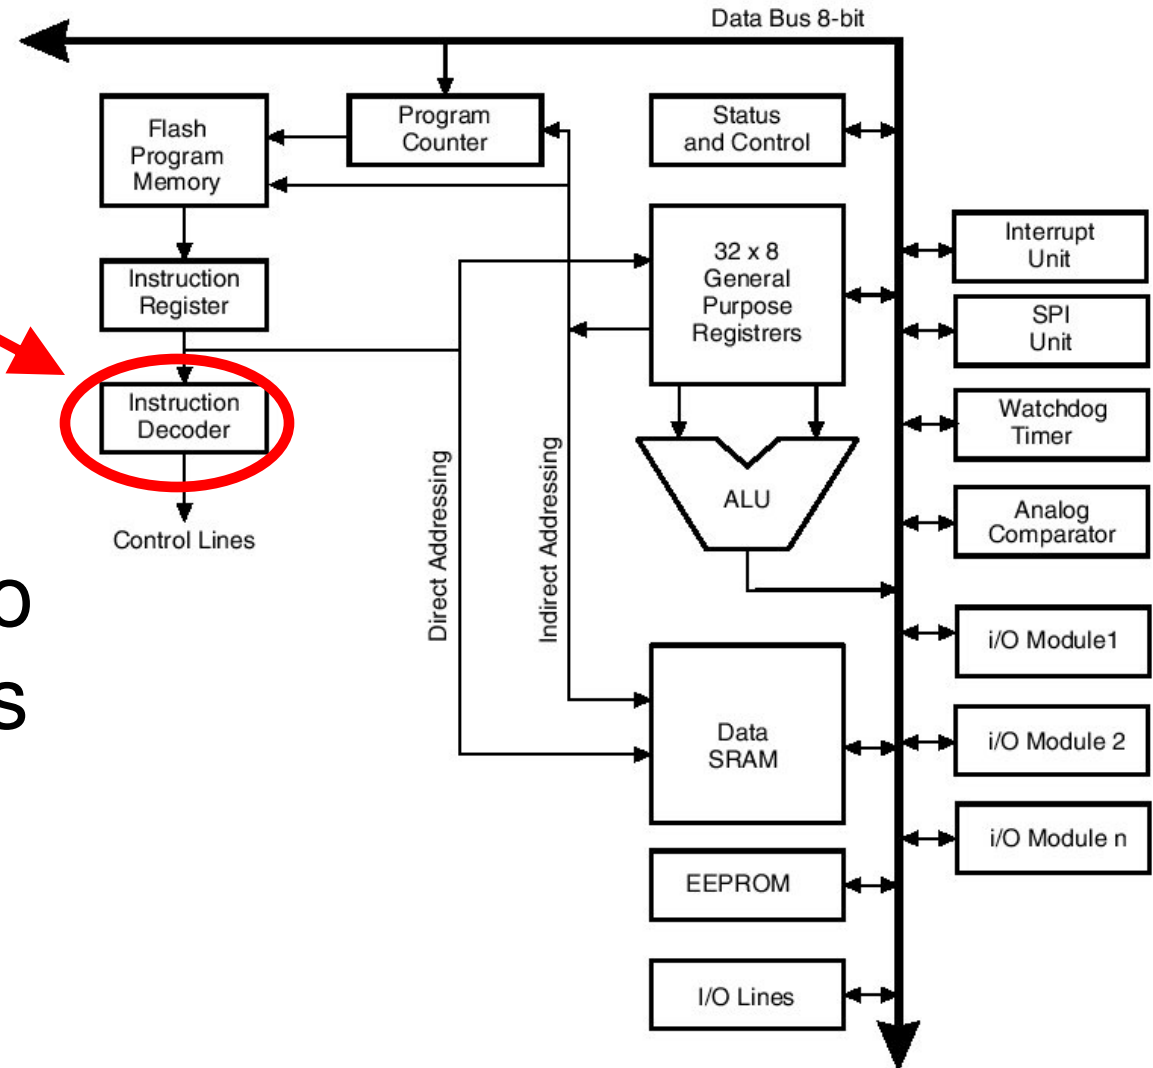 Data Bus 8-bit
Flash
Program
Memory
Program
Counter
Status
and Control
Instruction
Register
32 x 8
General
Purpose
Registrers
Interrupt
Unit
SPI
Unit
Instruction
Decoder
Watchdog
Timer
Control Lines
Direct Addressing
Indirect Addressing
ALU
Analog
Comparator
i/O Module1
Data
SRAM
i/O Module 2
i/O Module n
EEPROM
I/O Lines
s